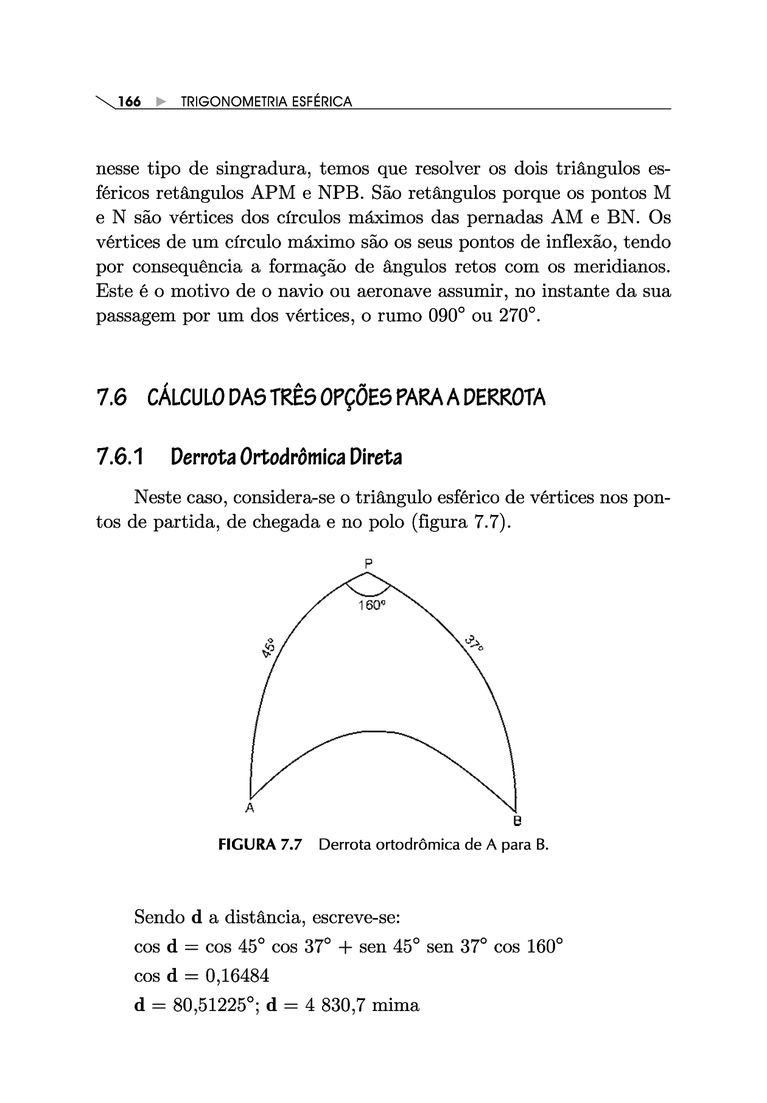 166 ► TRIGONOMETRIA ESFÉRICA
nesse tipo de singradura, temos que resolver os dois triângulos es-
féricos retângulos APM e NPB. São retângulos porque os pontos M
e N são vértices dos círculos máximos das pernadas AM e BN. Os
vértices de um círculo máximo são os seus pontos de inflexão, tendo
por consequência a formação de ângulos retos com os meridianos.
Este é o motivo de o navio ou aeronave assumir, no instante da sua
passagem por um dos vértices, o rumo 090° ou 270°.
7.6 CÁLCULO DAS TRÊS OPÇÕES PARA A DERROTA
7.6.1 Derrota Ortodrômica Direta
Neste caso, considera-se o triângulo esférico de vértices nos pon-
tos de partida, de chegada e no polo (figura 7.7).
P
160º
45º
37º
A
B
FIGURA 7.7 Derrota ortodrômica de A para B.
Sendo d a distância, escreve-se:
cos d = cos 45° cos 37° + sen 45° sen 37° cos 160°
cos d = 0,16484
d = 80,51225°; d = 4 830,7 mima